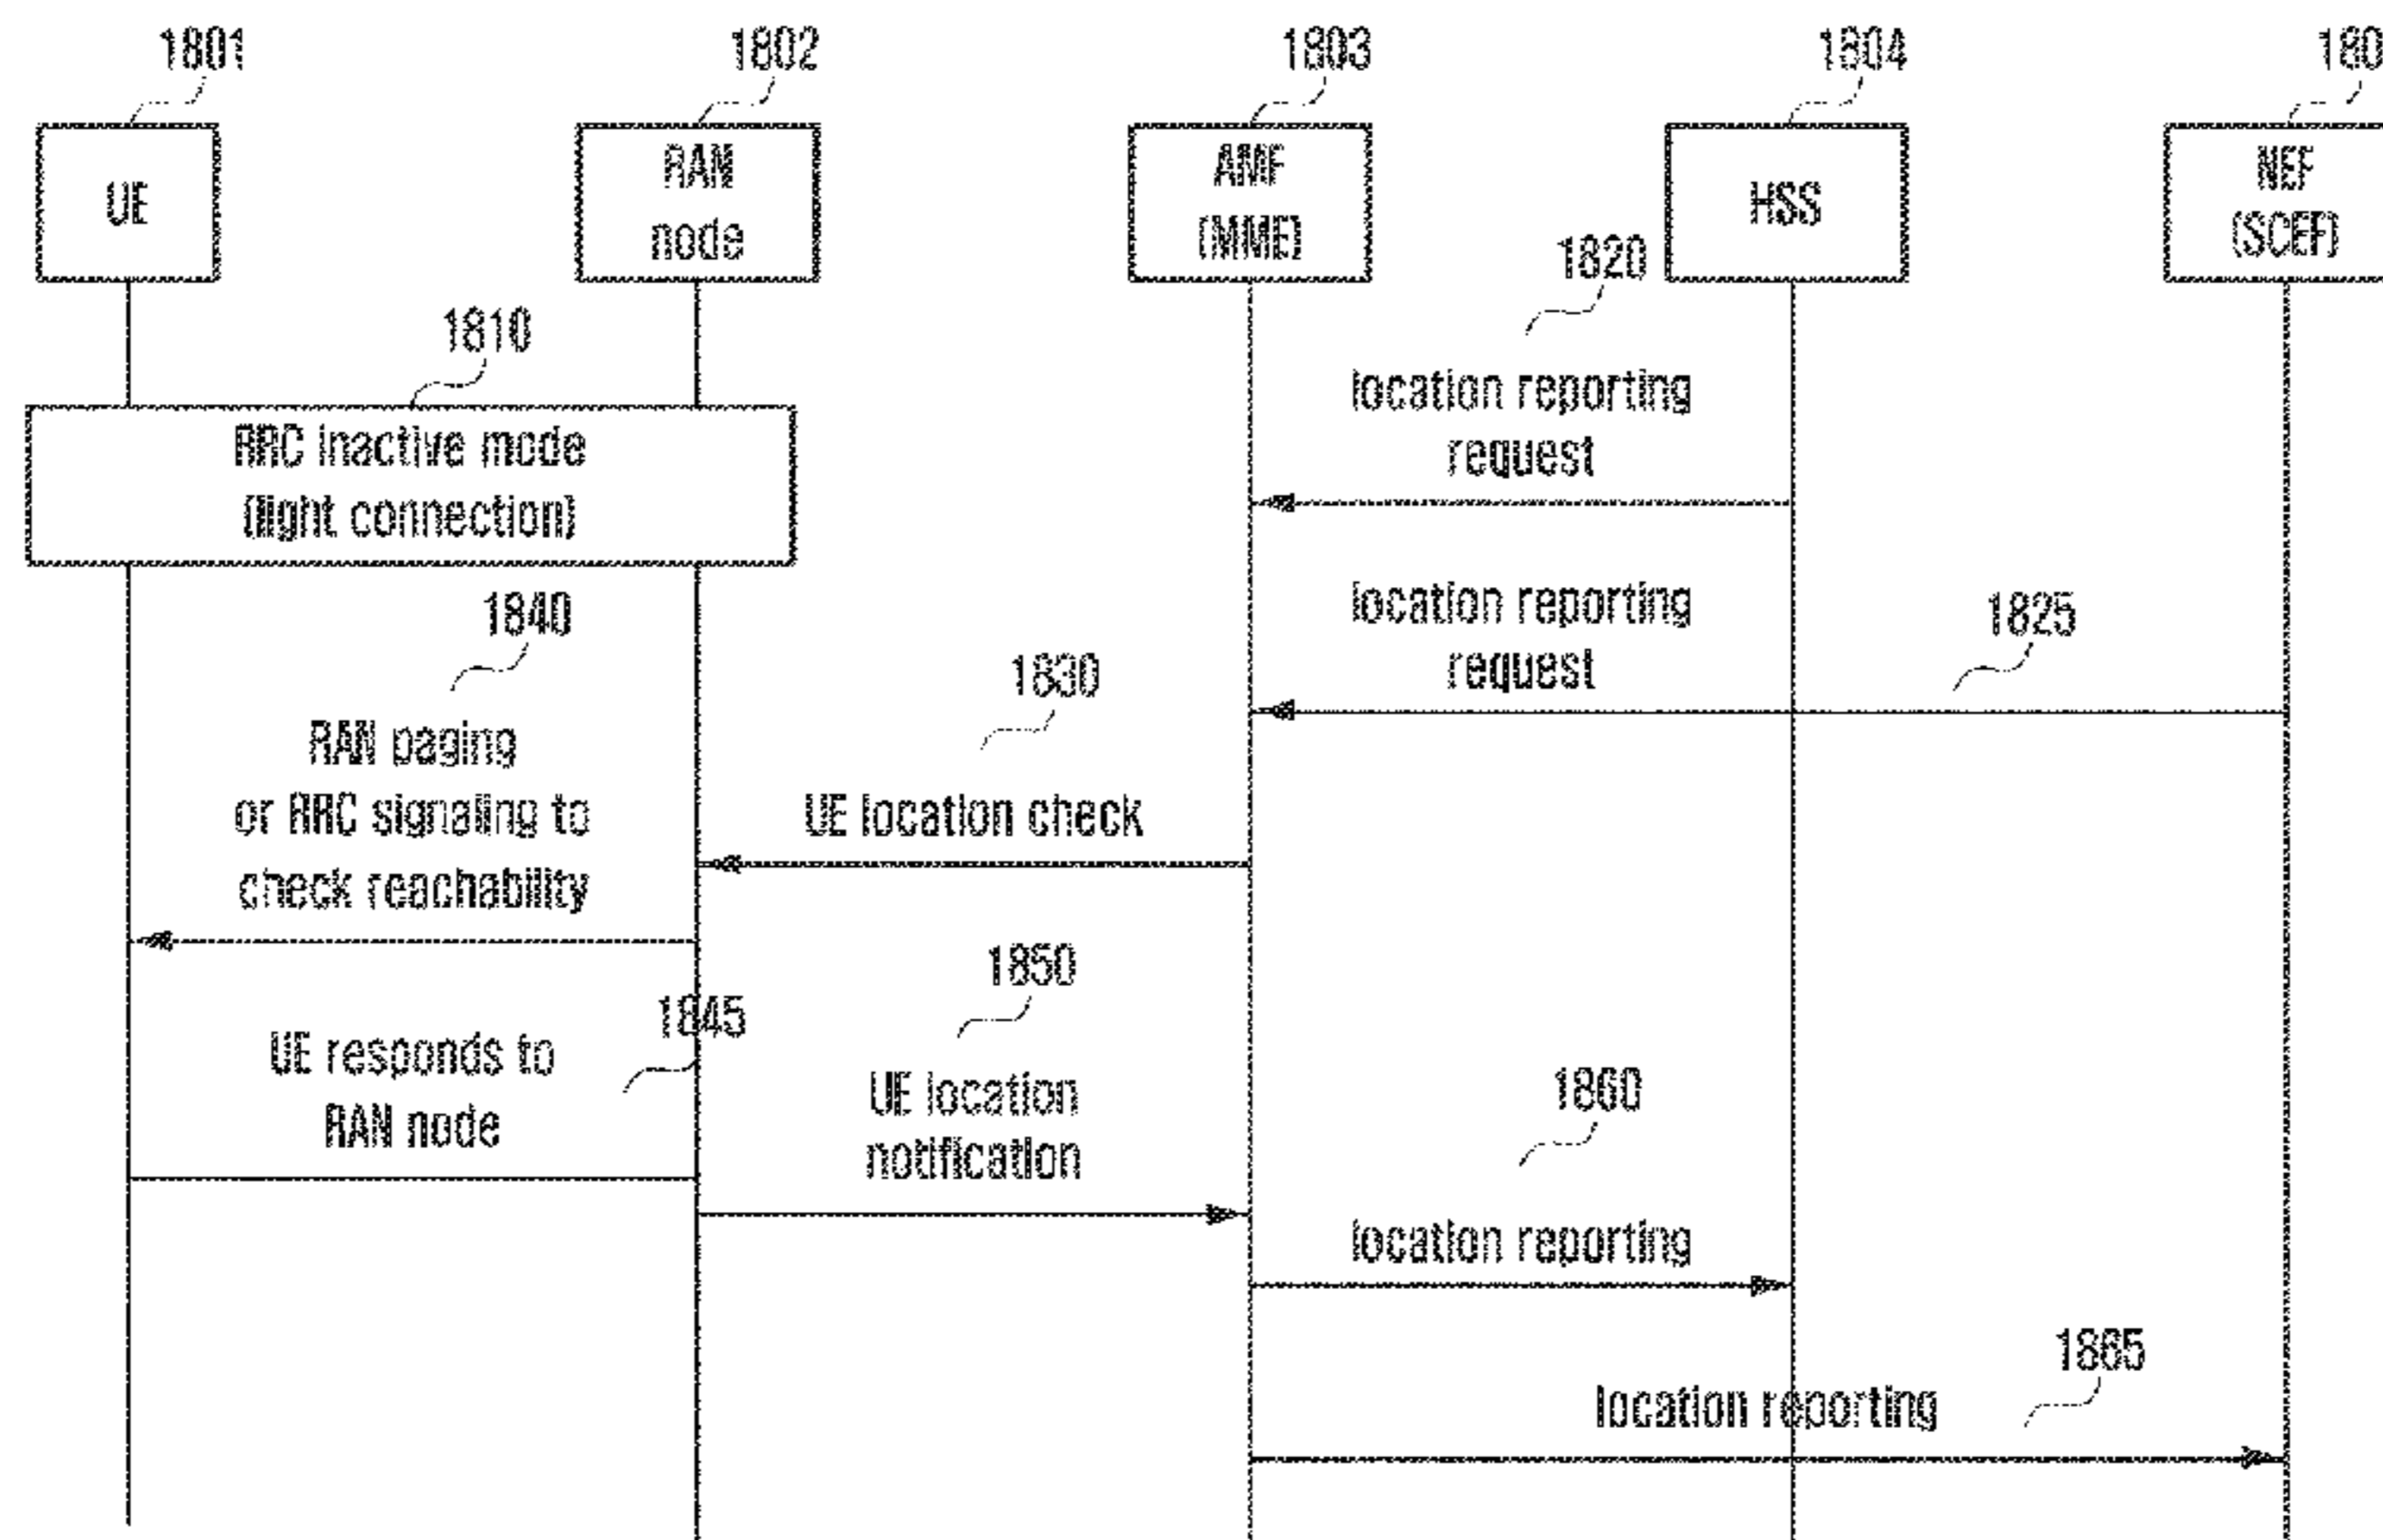 1801
1802
1803
1804
180
UE
RAN
node
AMF
(MME)
HSS
NEF
(SCEF)
1810
1820
RRC inactive mode
(light connection)
location reporting
request
1840
location reporting
request
1825
1830
RAN paging
or RRC signaling to
check reachability
UE location check
1845
1850
UE responds to
RAN node
UE location
notification
1860
location reporting
1865
location reporting